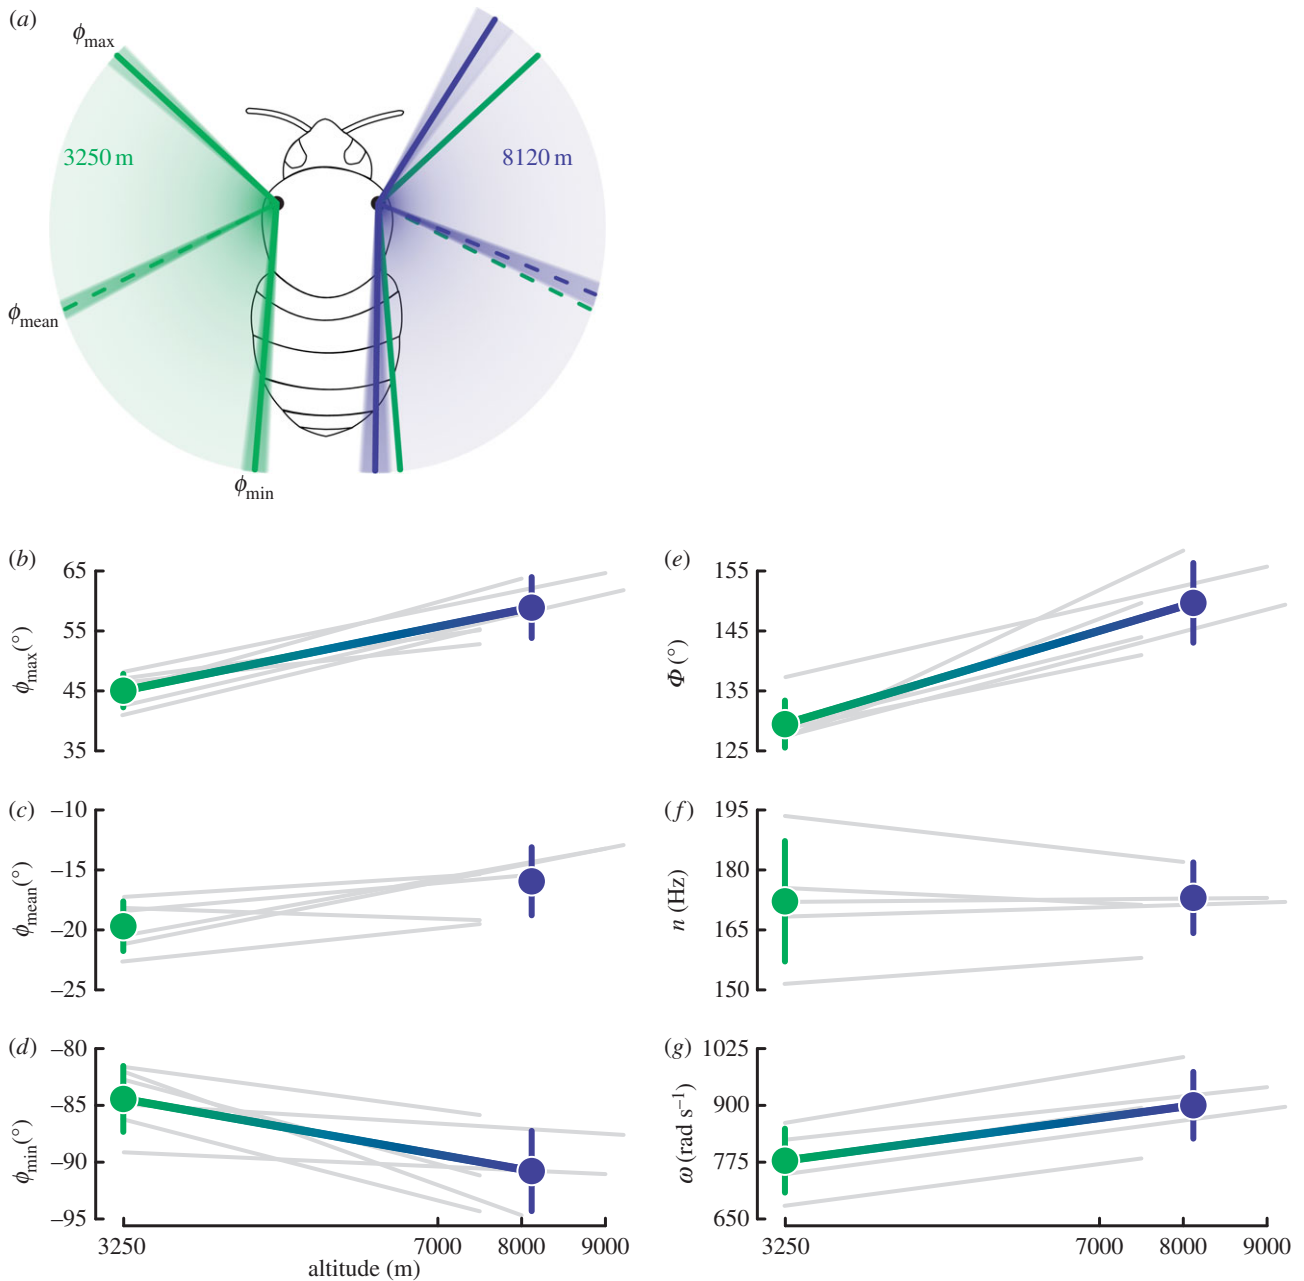 (a)
ϕmax
3250 m
8120 m
ϕmean
ϕmin
(b)
65
55
45
35
ϕmax(°)
(c)
–10
–15
–20
–25
ϕmean(°)
(d)
–80
–85
–90
–95
ϕmin(°)
3250
7000
8000
9000
altitude (m)
(e)
155
145
135
125
Φ (°)
(f)
195
180
165
150
n (Hz)
(g)
1025
900
775
650
ω (rad s⁻¹)
3250
7000
8000
9000